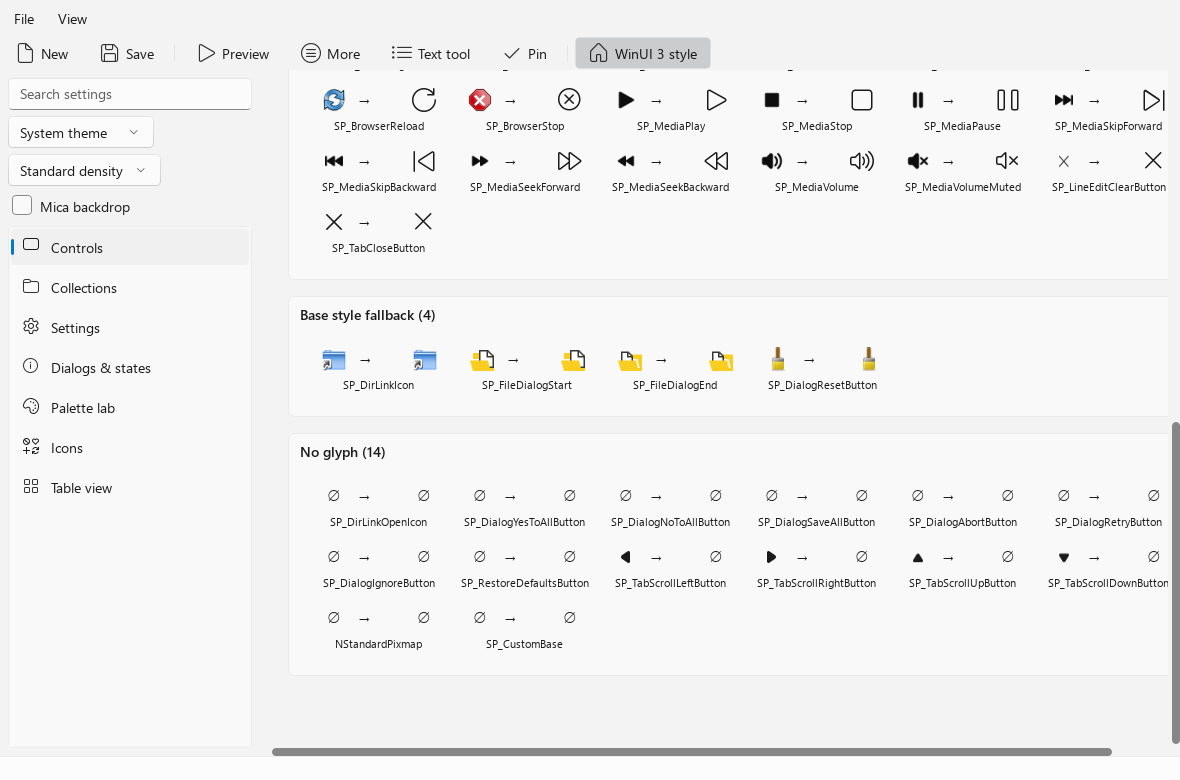 File View
New Save Preview More Text tool Pin WinUI 3 style
Search settings
System theme
Standard density
Mica backdrop
Controls
Collections
Settings
Dialogs & states
Palette lab
Icons
Table view
SP_BrowserReload SP_BrowserStop SP_MediaPlay SP_MediaStop SP_MediaPause SP_MediaSkipForward
SP_MediaSkipBackward SP_MediaSeekForward SP_MediaSeekBackward SP_MediaVolume SP_MediaVolumeMuted SP_LineEditClearButton
SP_TabCloseButton
Base style fallback (4)
SP_DirLinkIcon SP_FileDialogStart SP_FileDialogEnd SP_DialogResetButton
No glyph (14)
∅ → ∅ ∅ → ∅ ∅ → ∅ ∅ → ∅ ∅ → ∅ ∅ → ∅
SP_DirLinkOpenIcon SP_DialogYesToAllButton SP_DialogNoToAllButton SP_DialogSaveAllButton SP_DialogAbortButton SP_DialogRetryButton
∅ → ∅ ∅ → ∅ → ∅ → ∅ → ∅ → ∅
SP_DialogIgnoreButton SP_RestoreDefaultsButton SP_TabScrollLeftButton SP_TabScrollRightButton SP_TabScrollUpButton SP_TabScrollDownButton
∅ → ∅ ∅ → ∅
NStandardPixmap SP_CustomBase